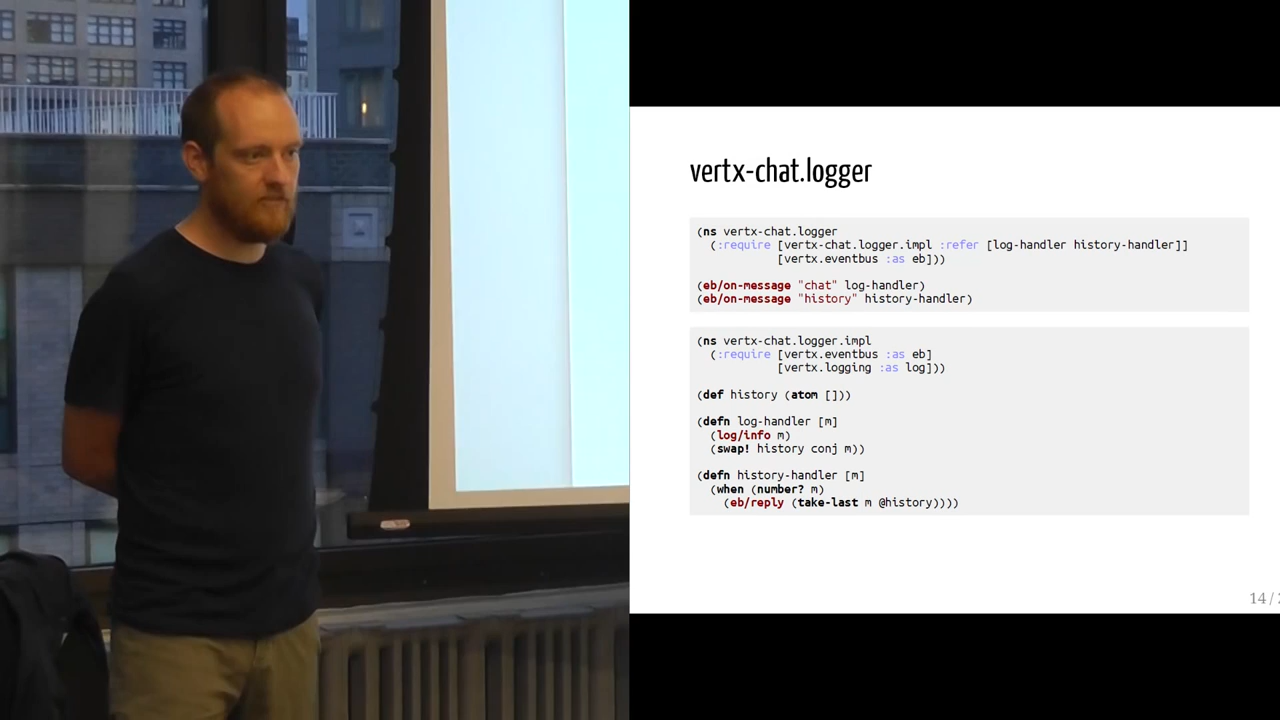 vertx-chat.logger
(ns vertx-chat.logger
(:require [vertx-chat.logger.impl :refer [log-handler history-handler]]
[vertx.eventbus :as eb]))
(eb/on-message "chat" log-handler)
(eb/on-message "history" history-handler)
(ns vertx-chat.logger.impl
(:require [vertx.eventbus :as eb]
[vertx.logging :as log]))
(def history (atom []))
(defn log-handler [m]
(log/info m)
(swap! history conj m))
(defn history-handler [m]
(when (number? m)
(eb/reply (take-last m @history))))
14 /